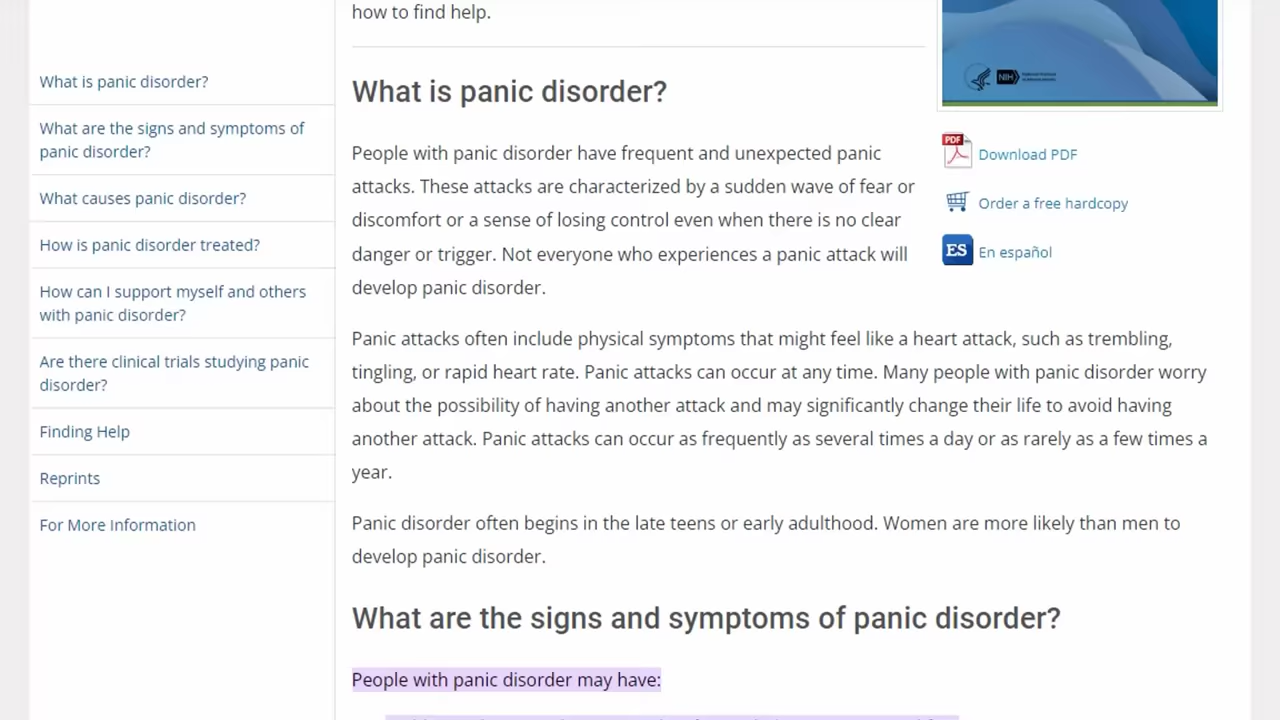 how to find help.
What is panic disorder?
What are the signs and symptoms of
panic disorder?
What causes panic disorder?
How is panic disorder treated?
How can I support myself and others
with panic disorder?
Are there clinical trials studying panic
disorder?
Finding Help
Reprints
For More Information
What is panic disorder?
People with panic disorder have frequent and unexpected panic
attacks. These attacks are characterized by a sudden wave of fear or
discomfort or a sense of losing control even when there is no clear
danger or trigger. Not everyone who experiences a panic attack will
develop panic disorder.
Panic attacks often include physical symptoms that might feel like a heart attack, such as trembling,
tingling, or rapid heart rate. Panic attacks can occur at any time. Many people with panic disorder worry
about the possibility of having another attack and may significantly change their life to avoid having
another attack. Panic attacks can occur as frequently as several times a day or as rarely as a few times a
year.
Panic disorder often begins in the late teens or early adulthood. Women are more likely than men to
develop panic disorder.
What are the signs and symptoms of panic disorder?
People with panic disorder may have:
NIH
PDF
Download PDF
Order a free hardcopy
ES
En español